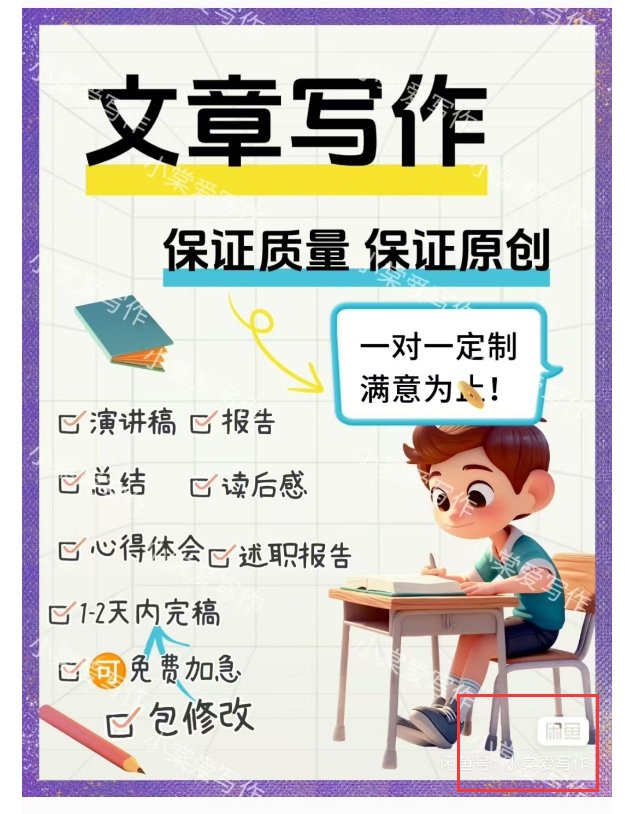 文章写作
保证质量 保证原创
一对一定制
满意为止！
演讲稿 报告
总结 读后感
心得体会 述职报告
1-2天内完稿
可免费加急
包修改
闲鱼
闲鱼号：小棠爱写作
小棠爱写作